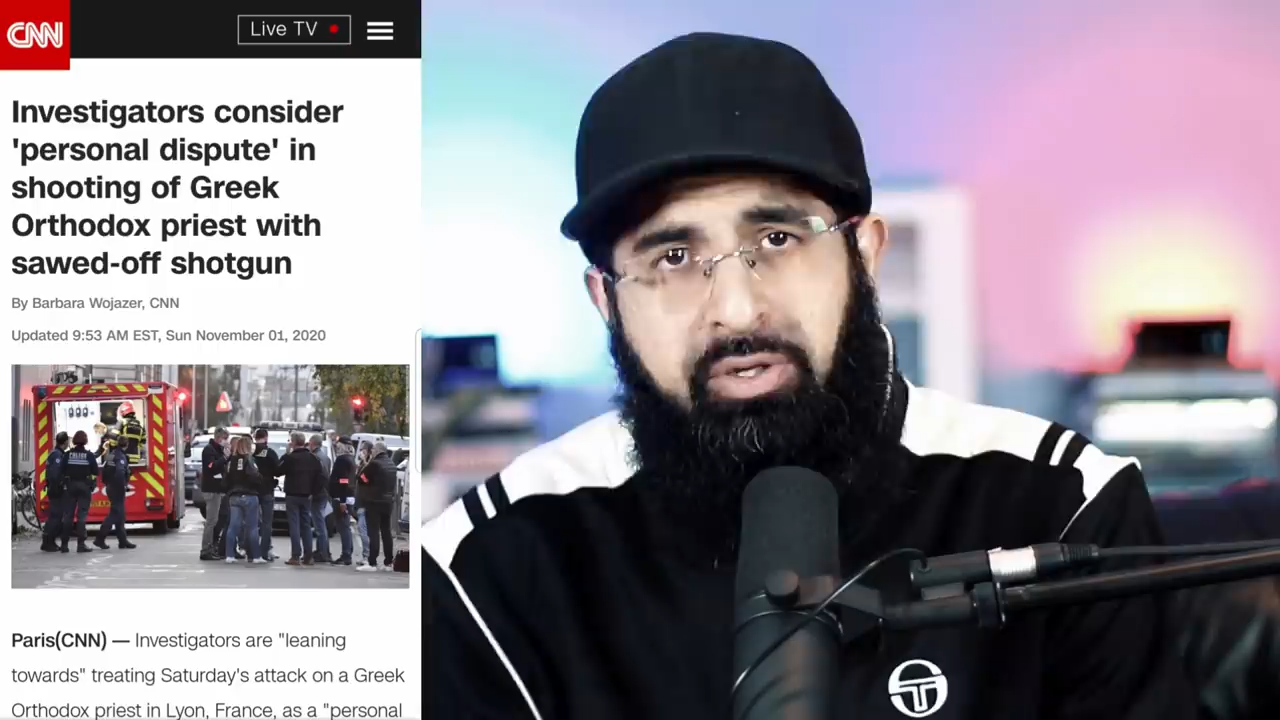 CNN
Live TV
Investigators consider
'personal dispute' in
shooting of Greek
Orthodox priest with
sawed-off shotgun
By Barbara Wojazer, CNN
Updated 9:53 AM EST, Sun November 01, 2020
POLICE
Paris(CNN) — Investigators are "leaning
towards" treating Saturday's attack on a Greek
Orthodox priest in Lyon, France, as a "personal